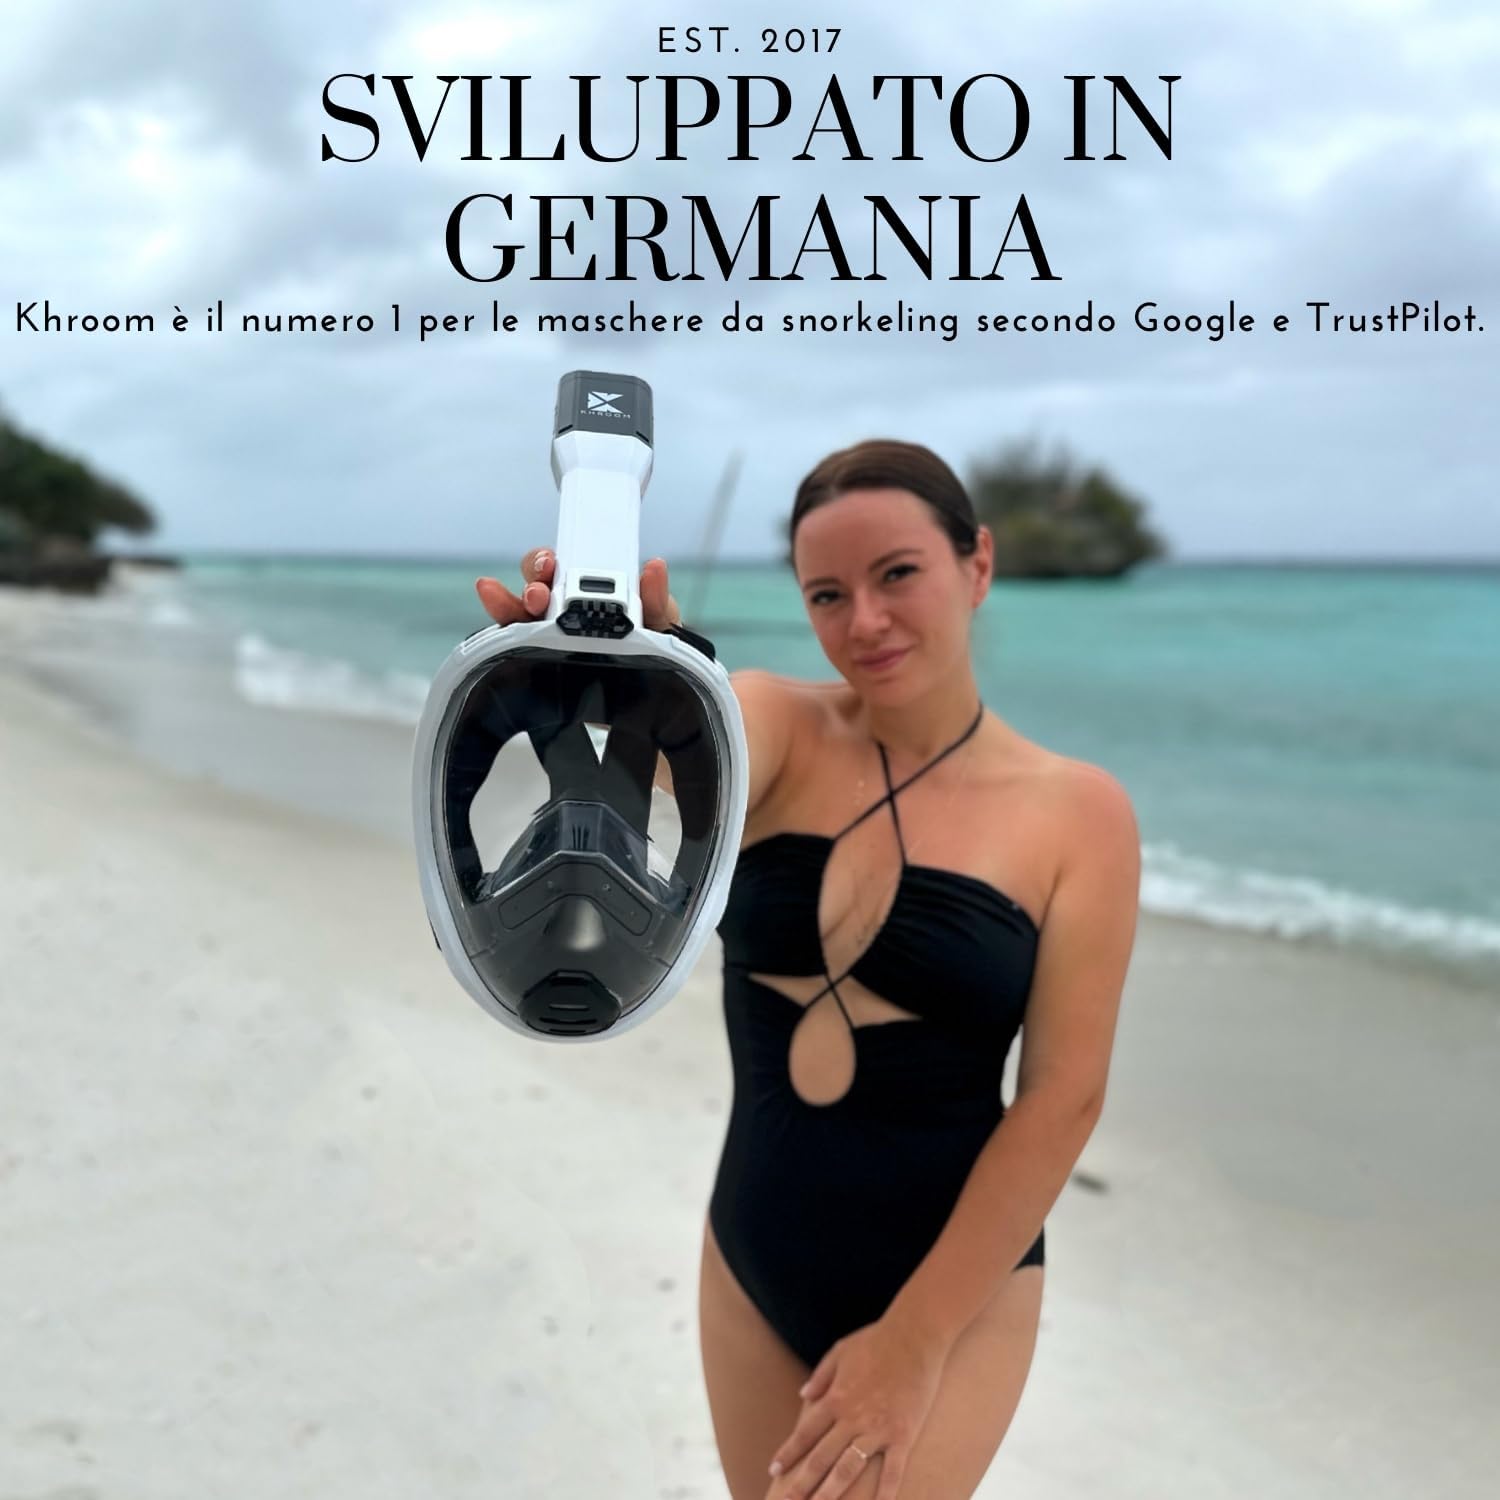 EST. 2017
SVILUPPATO IN
GERMANIA
Khroom è il numero 1 per le maschere da snorkeling secondo Google e TrustPilot.
KHROOM